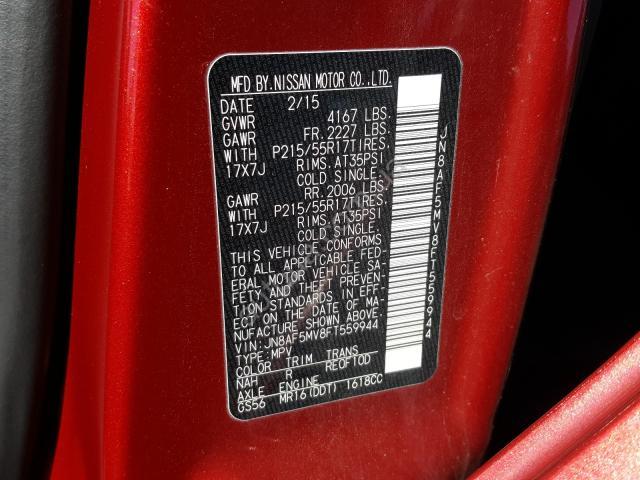 MFD BY.NISSAN MOTOR CO.,LTD.
DATE 2/15
GVWR 4167 LBS.
GAWR FR. 2227 LBS.
WITH P215/55R17TIRES.
17X7J RIMS. AT35PSI
COLD SINGLE.
GAWR RR. 2006 LBS
WITH P215/55R17TIRES.
17X7J RIMS. AT35PSI
COLD SINGLE.
THIS VEHICLE CONFORMS
TO ALL APPLICABLE FED-
ERAL MOTOR VEHICLE SA-
FETY AND THEFT PREVEN-
TION STANDARDS IN EFF-
ECT ON THE DATE OF MA-
NUFACTURE SHOWN ABOVE.
VIN:JN8AF5MV8FT559944
TYPE: MPV
COLOR TRIM TRANS
NAH R RE0F10D
AXLE ENGINE
GS56 MR16(DDT) 1618CC
JN8AF5MV8FT559944